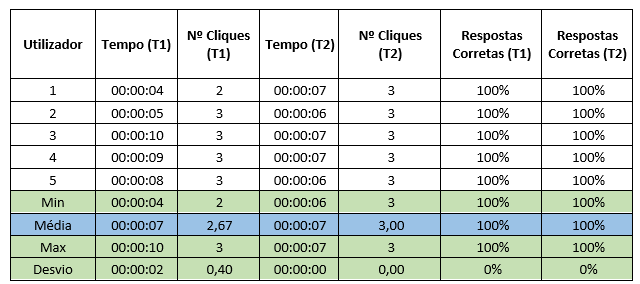 Utilizador Tempo (T1) Nº Cliques (T1) Tempo (T2) Nº Cliques (T2) Respostas Corretas (T1) Respostas Corretas (T2)
1 00:00:04 2 00:00:07 3 100% 100%
2 00:00:05 3 00:00:06 3 100% 100%
3 00:00:10 3 00:00:07 3 100% 100%
4 00:00:09 3 00:00:07 3 100% 100%
5 00:00:08 3 00:00:06 3 100% 100%
Min 00:00:04 2 00:00:06 3 100% 100%
Média 00:00:07 2,67 00:00:07 3,00 100% 100%
Max 00:00:10 3 00:00:07 3 100% 100%
Desvio 00:00:02 0,40 00:00:00 0,00 0% 0%